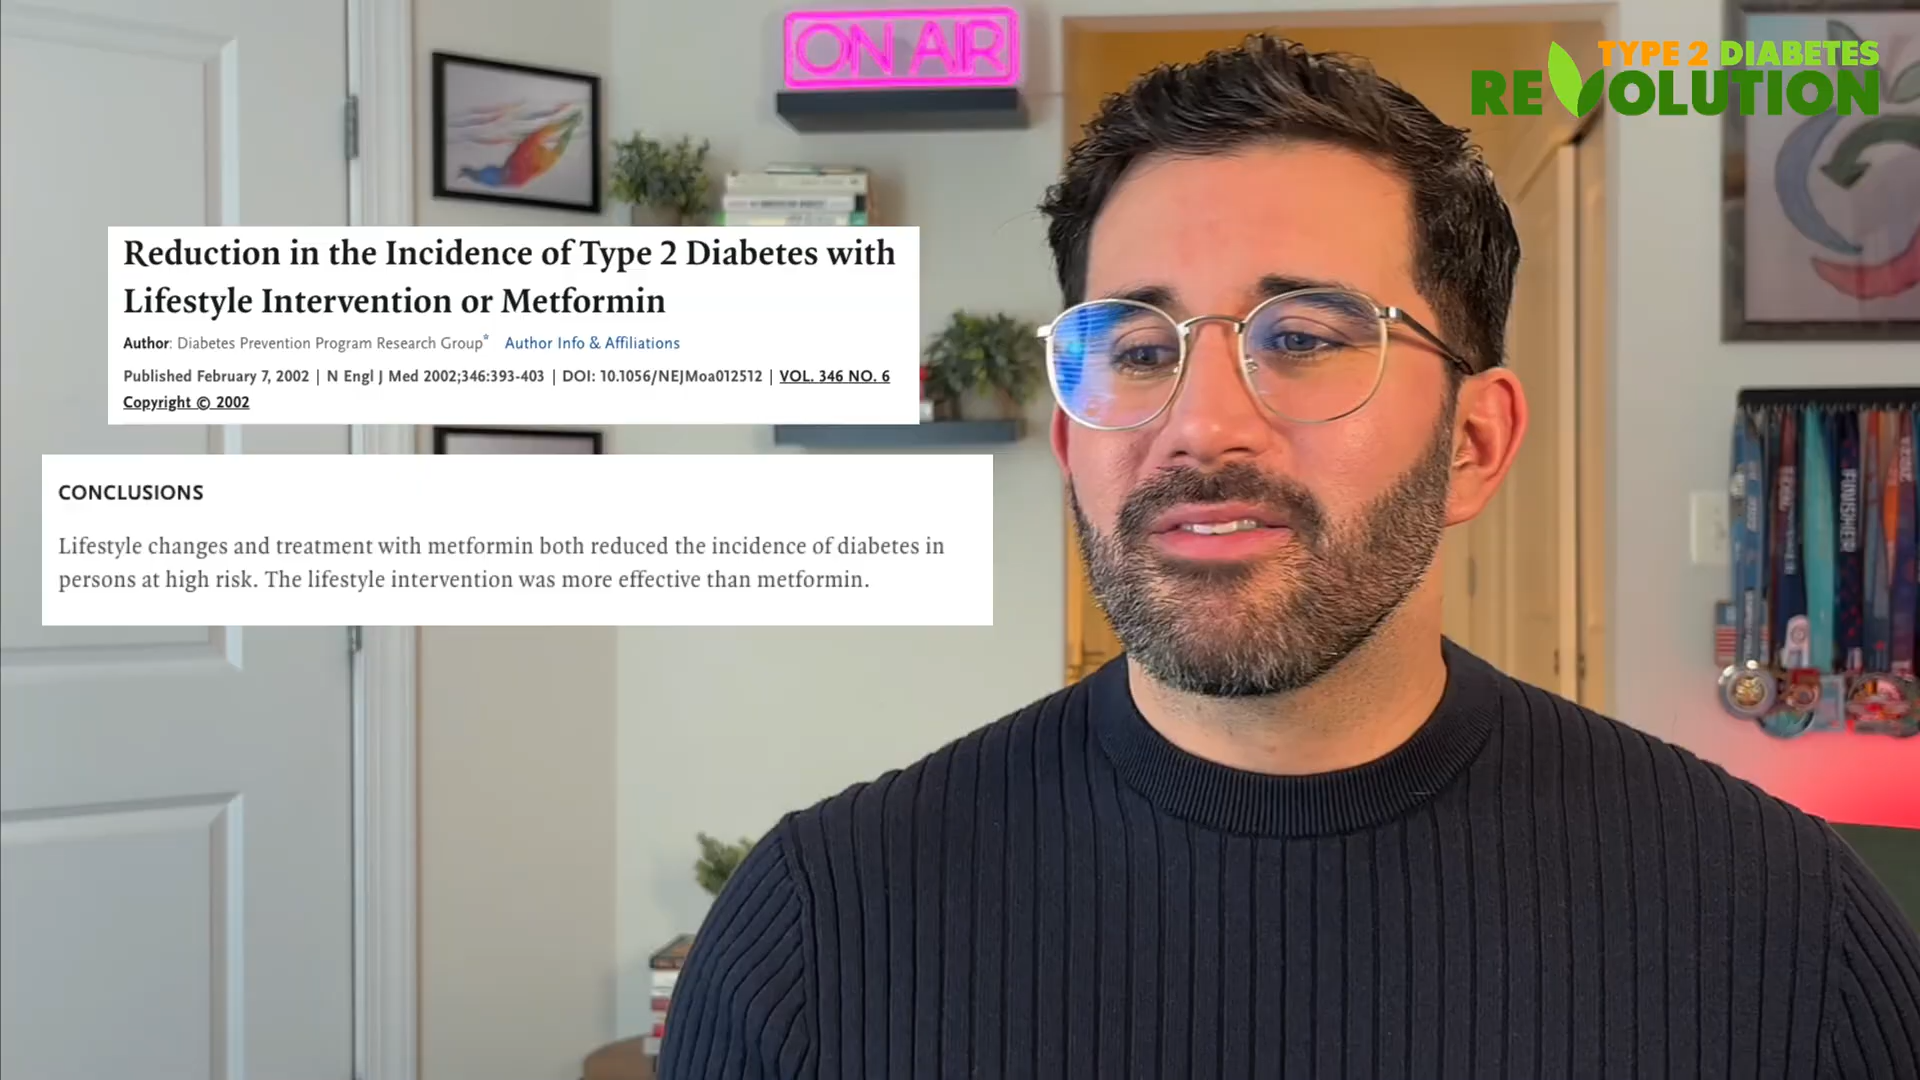 ON AIR
TYPE 2 DIABETES
REVOLUTION
Reduction in the Incidence of Type 2 Diabetes with
Lifestyle Intervention or Metformin
Author: Diabetes Prevention Program Research Group* Author Info & Affiliations
Published February 7, 2002 | N Engl J Med 2002;346:393-403 | DOI: 10.1056/NEJMoa012512 | VOL. 346 NO. 6
Copyright © 2002
CONCLUSIONS
Lifestyle changes and treatment with metformin both reduced the incidence of diabetes in
persons at high risk. The lifestyle intervention was more effective than metformin.
FINISHER